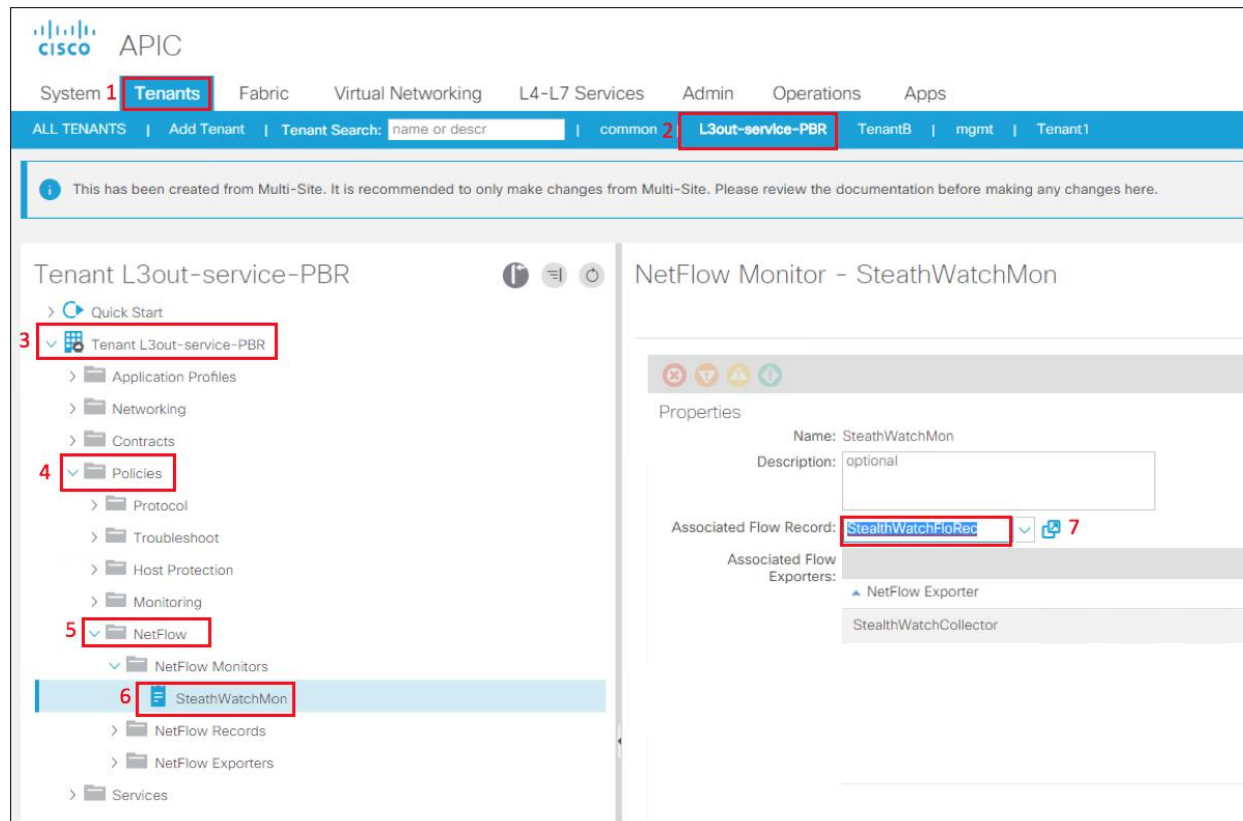 CISCO APIC
System 1 Tenants Fabric Virtual Networking L4-L7 Services Admin Operations Apps
ALL TENANTS | Add Tenant | Tenant Search: name or descr | common 2 L3out-service-PBR TenantB | mgmt | Tenant1
This has been created from Multi-Site. It is recommended to only make changes from Multi-Site. Please review the documentation before making any changes here.
Tenant L3out-service-PBR
Quick Start
3 Tenant L3out-service-PBR
Application Profiles
Networking
Contracts
4 Policies
Protocol
Troubleshoot
Host Protection
Monitoring
5 NetFlow
NetFlow Monitors
6 SteathWatchMon
NetFlow Records
NetFlow Exporters
Services
NetFlow Monitor - SteathWatchMon
Properties
Name: SteathWatchMon
Description: optional
Associated Flow Record: StealthWatchFloRec 7
Associated Flow
Exporters:
NetFlow Exporter
StealthWatchCollector